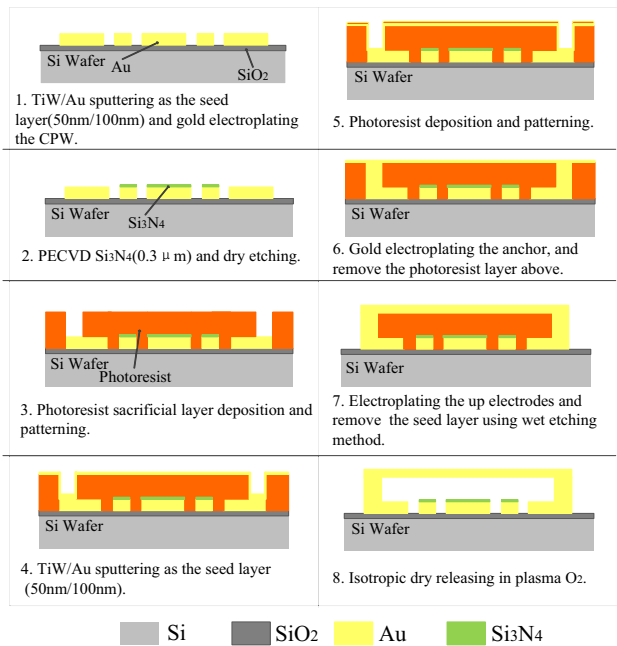 Si Wafer
Au
SiO2
1. TiW/Au sputtering as the seed
layer(50nm/100nm) and gold electroplating
the CPW.
Si Wafer
Si3N4
2. PECVD Si3N4(0.3 μ m) and dry etching.
Si Wafer
Photoresist
3. Photoresist sacrificial layer deposition and
patterning.
Si Wafer
4. TiW/Au sputtering as the seed layer
(50nm/100nm).
Si Wafer
5. Photoresist deposition and patterning.
Si Wafer
6. Gold electroplating the anchor, and
remove the photoresist layer above.
Si Wafer
7. Electroplating the up electrodes and
remove the seed layer using wet etching
method.
Si Wafer
8. Isotropic dry releasing in plasma O2.
Si
SiO2
Au
Si3N4